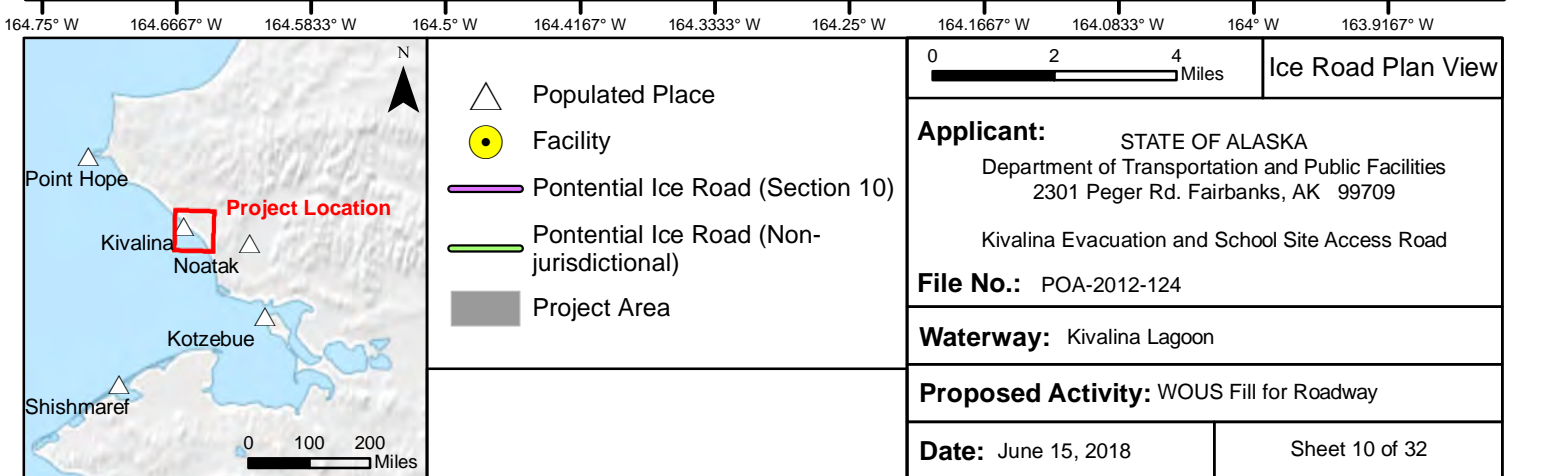 164.75° W 164.6667° W 164.5833° W 164.5° W 164.4167° W 164.3333° W 164.25° W 164.1667° W 164.0833° W 164° W 163.9167° W
N
Point Hope
Project Location
Kivalina
Noatak
Kotzebue
Shishmaref
0 100 200
Miles
Populated Place
Facility
Pontential Ice Road (Section 10)
Pontential Ice Road (Non-
jurisdictional)
Project Area
0 2 4
Miles
Ice Road Plan View
Applicant:
STATE OF ALASKA
Department of Transportation and Public Facilities
2301 Peger Rd. Fairbanks, AK 99709
Kivalina Evacuation and School Site Access Road
File No.: POA-2012-124
Waterway: Kivalina Lagoon
Proposed Activity: WOUS Fill for Roadway
Date: June 15, 2018
Sheet 10 of 32